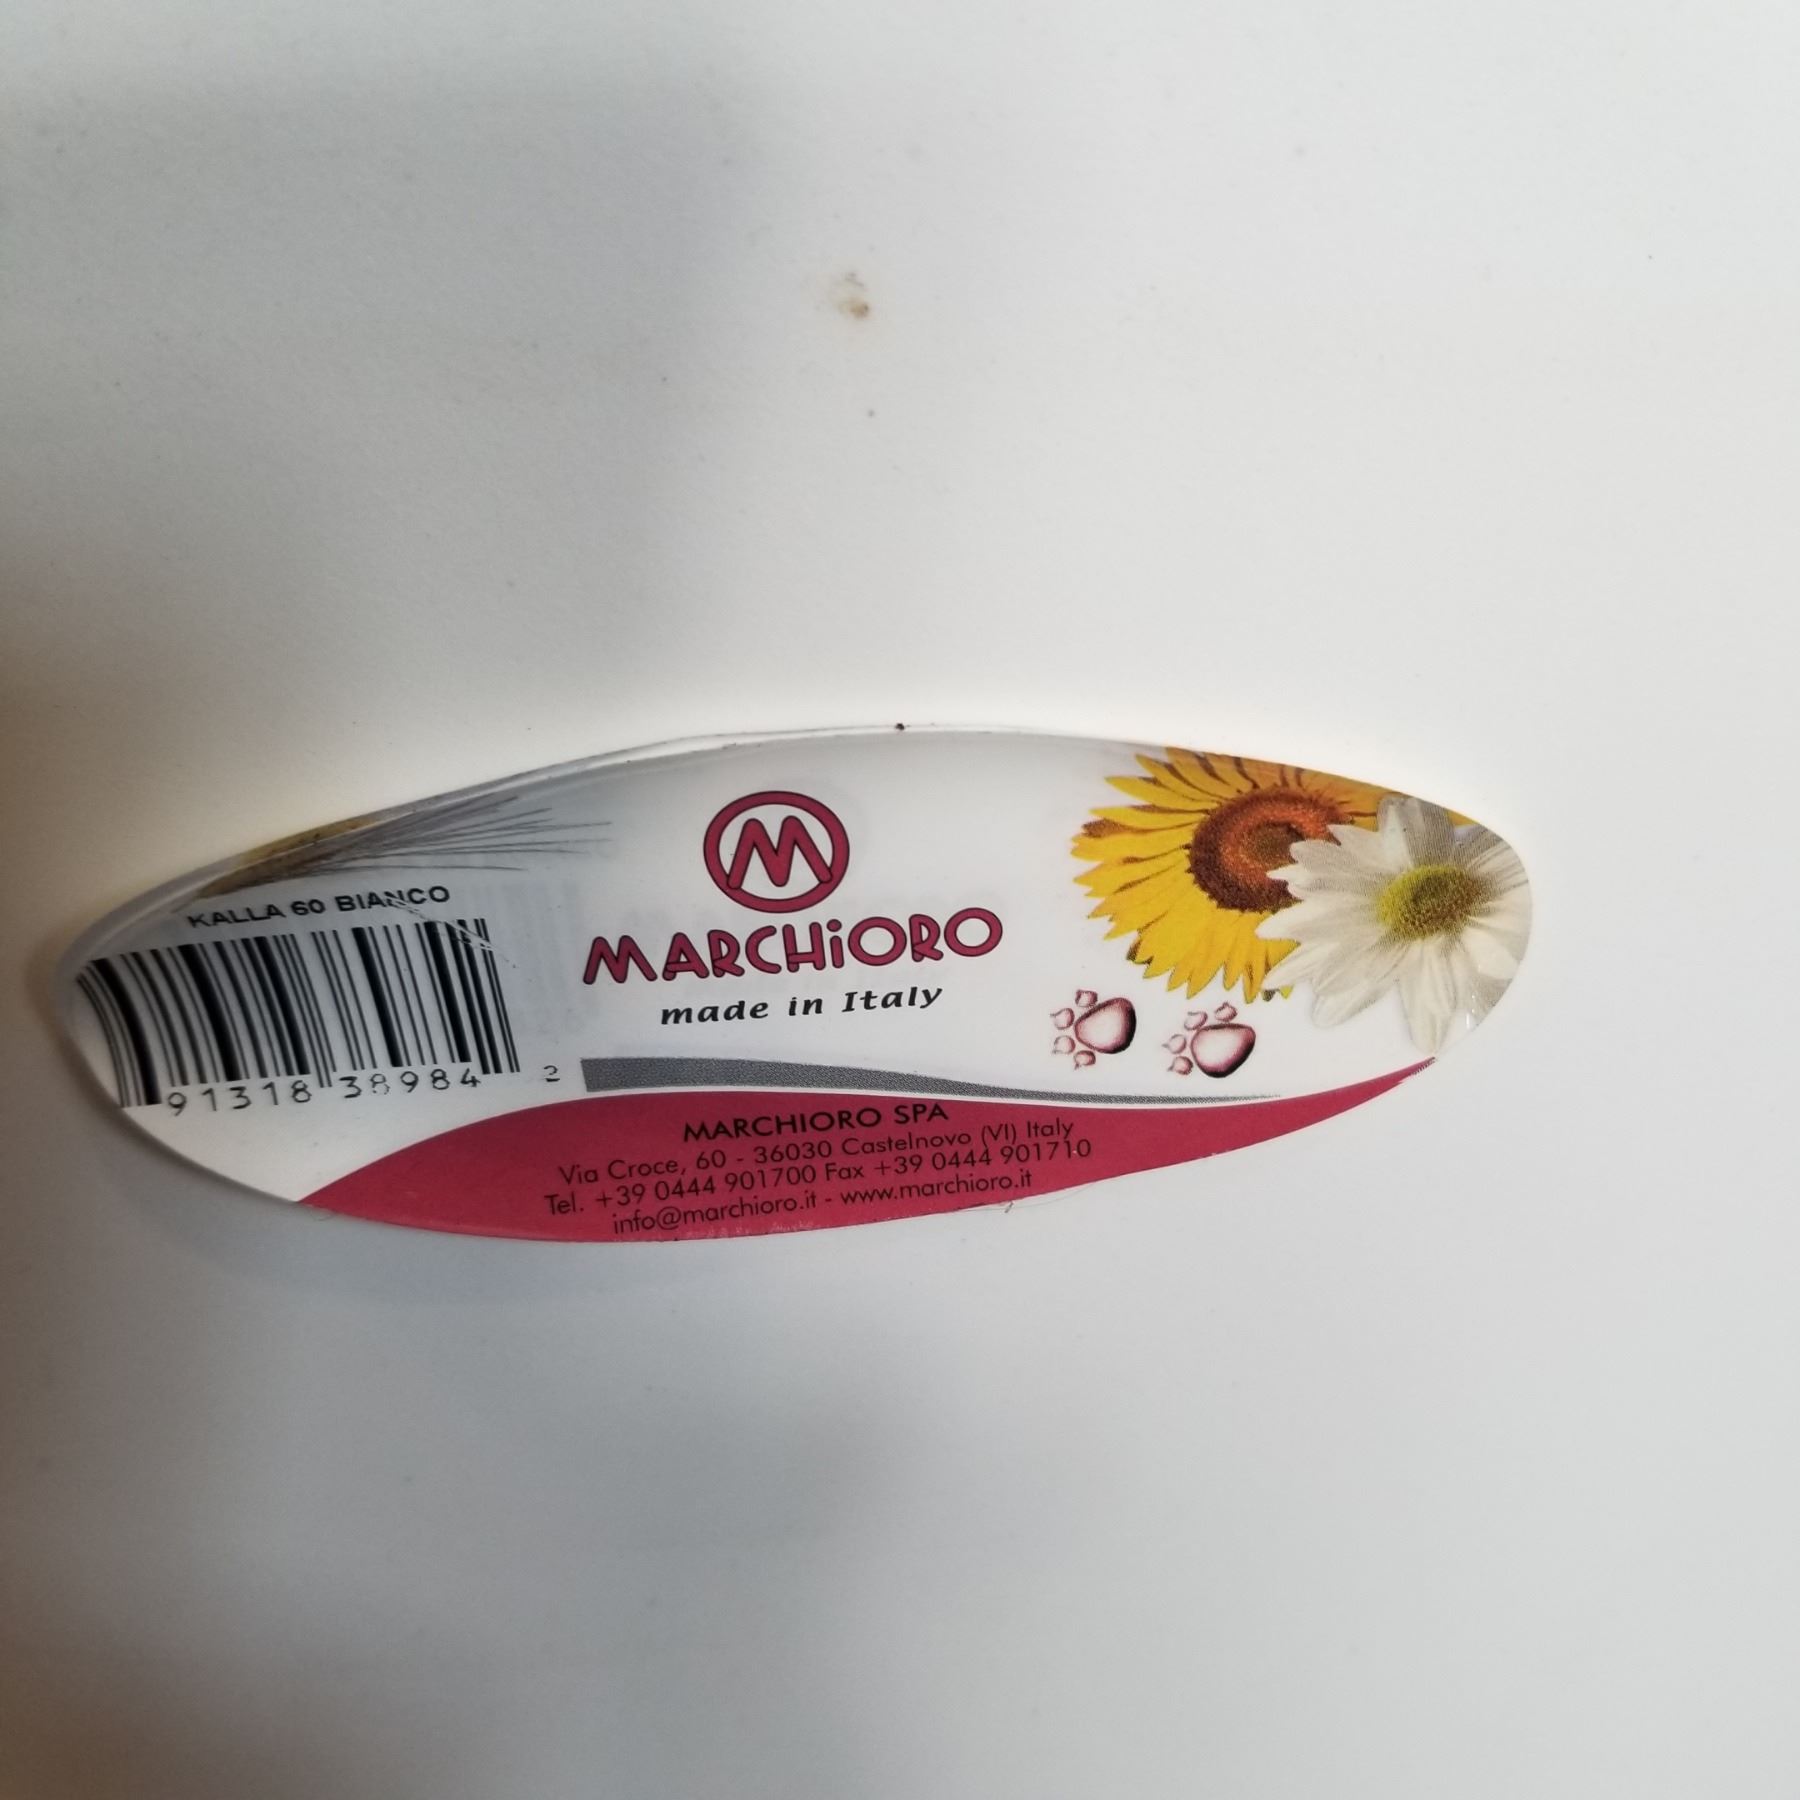 KALLA 60 BIANCO
91318 38984 2
M
MARCHiORO
made in Italy
MARCHIORO SPA
Via Croce, 60 - 36030 Castelnovo (VI) Italy
Tel. +39 0444 901700 Fax +39 0444 901710
info@marchioro.it - www.marchioro.it